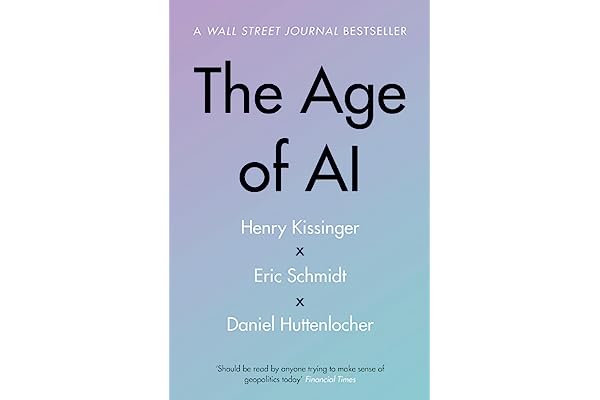 A WALL STREET JOURNAL BESTSELLER
The Age
of AI
Henry Kissinger
x
Eric Schmidt
x
Daniel Huttenlocher
'Should be read by anyone trying to make sense of
geopolitics today' Financial Times